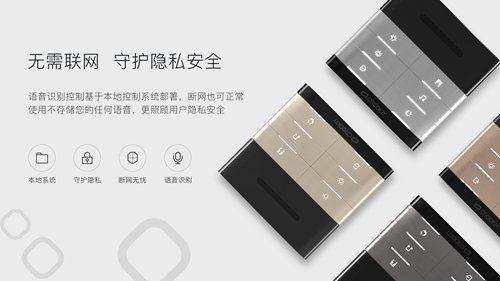 无需联网 守护隐私安全
语音识别控制基于本地控制系统部署，断网也可正常
使用不存储您的任何语音，更照顾用户隐私安全
本地系统 守护隐私 断网无忧 语音识别